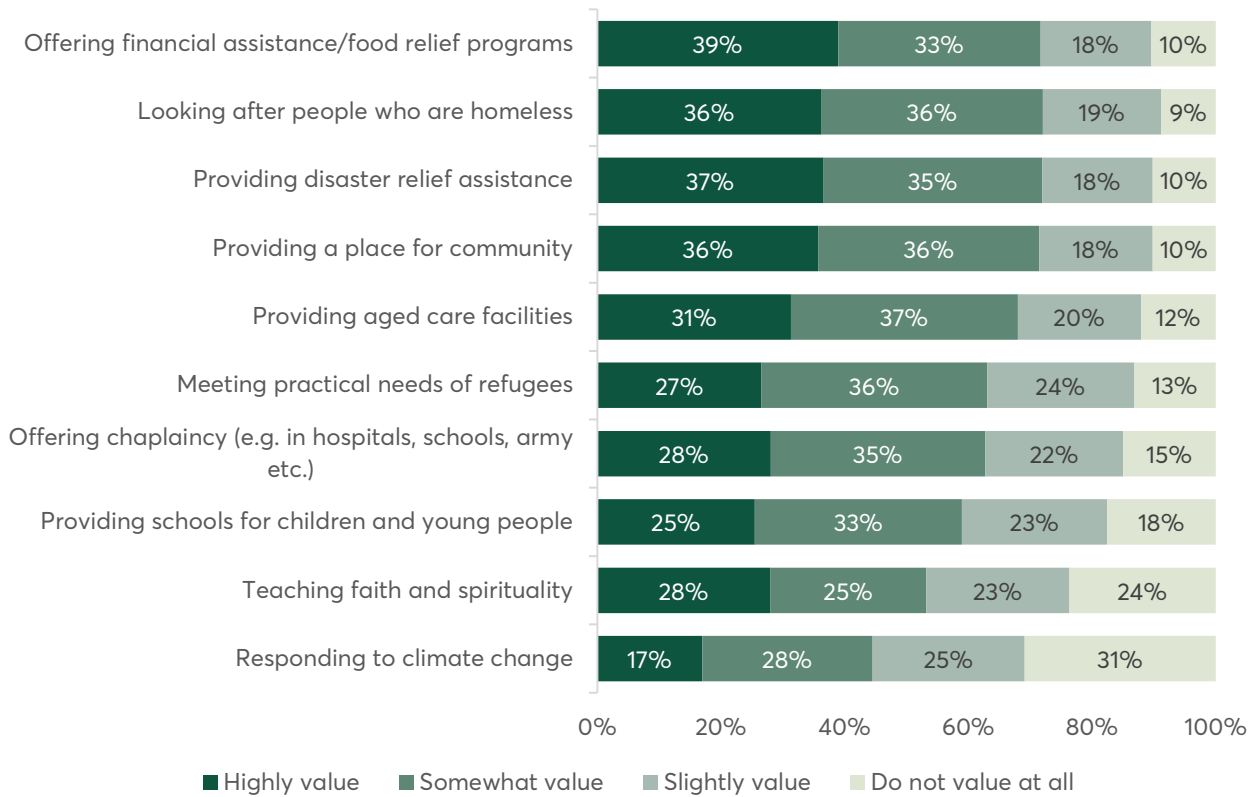 Offering financial assistance/food relief programs 39% 33% 18% 10%
Looking after people who are homeless 36% 36% 19% 9%
Providing disaster relief assistance 37% 35% 18% 10%
Providing a place for community 36% 36% 18% 10%
Providing aged care facilities 31% 37% 20% 12%
Meeting practical needs of refugees 27% 36% 24% 13%
Offering chaplaincy (e.g. in hospitals, schools, army
etc.) 28% 35% 22% 15%
Providing schools for children and young people 25% 33% 23% 18%
Teaching faith and spirituality 28% 25% 23% 24%
Responding to climate change 17% 28% 25% 31%
0% 20% 40% 60% 80% 100%
Highly value Somewhat value Slightly value Do not value at all